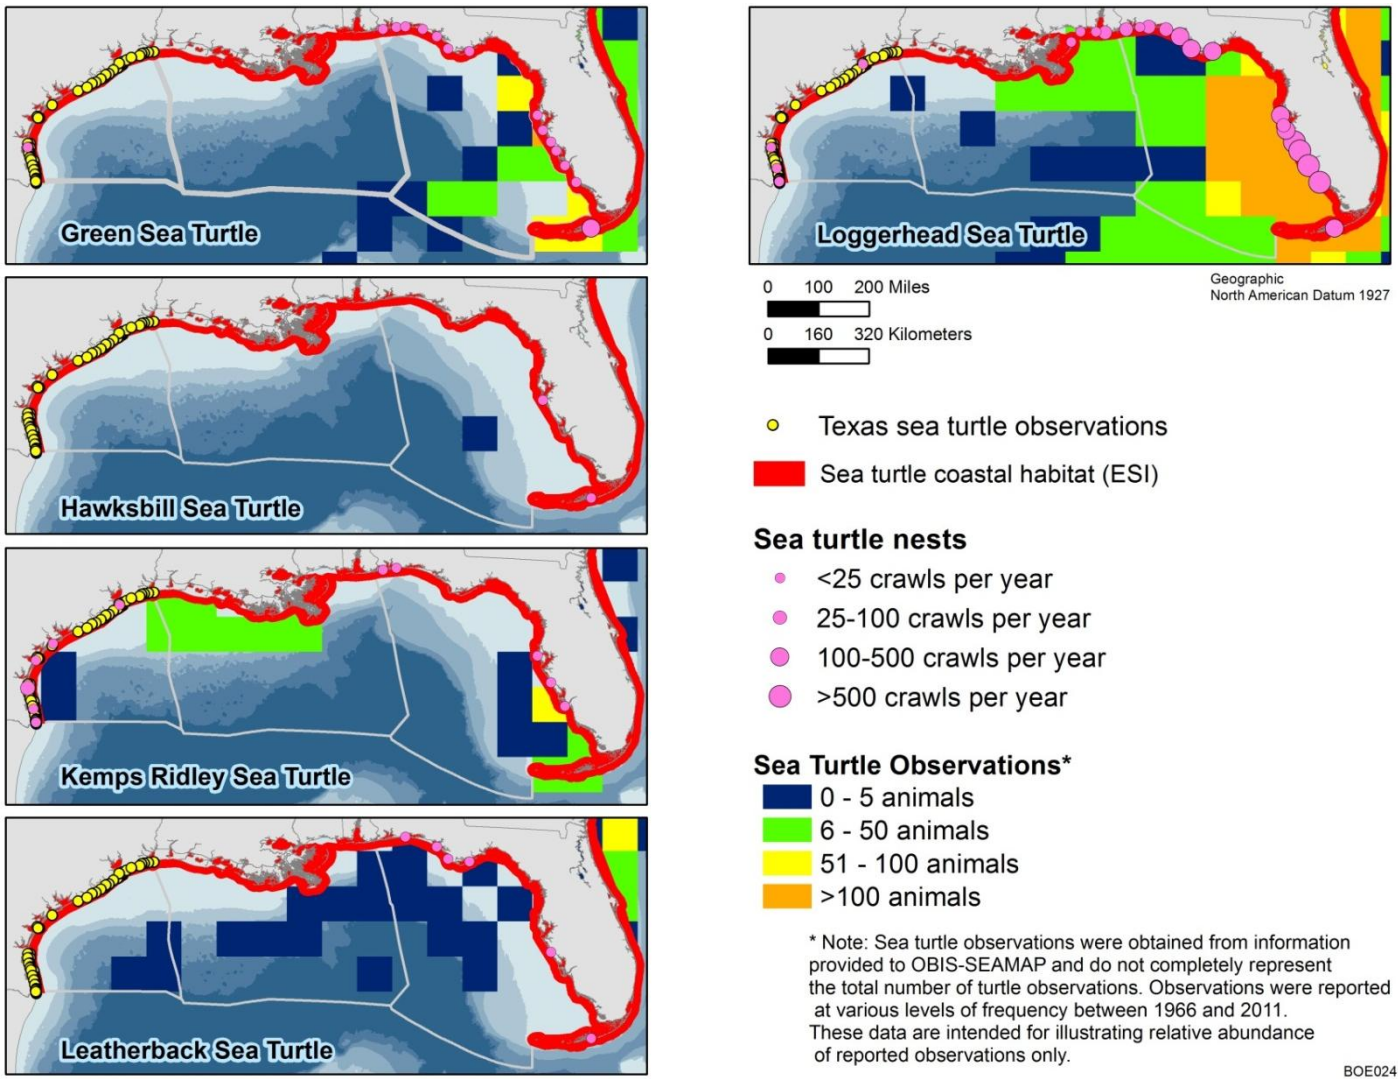 Green Sea Turtle
Hawksbill Sea Turtle
Kemps Ridley Sea Turtle
Leatherback Sea Turtle
Loggerhead Sea Turtle
0 100 200 Miles
0 160 320 Kilometers
Geographic
North American Datum 1927
Texas sea turtle observations
Sea turtle coastal habitat (ESI)
Sea turtle nests
<25 crawls per year
25-100 crawls per year
100-500 crawls per year
>500 crawls per year
Sea Turtle Observations*
0 - 5 animals
6 - 50 animals
51 - 100 animals
>100 animals
* Note: Sea turtle observations were obtained from information
provided to OBIS-SEAMAP and do not completely represent
the total number of turtle observations. Observations were reported
at various levels of frequency between 1966 and 2011.
These data are intended for illustrating relative abundance
of reported observations only.
BOE024